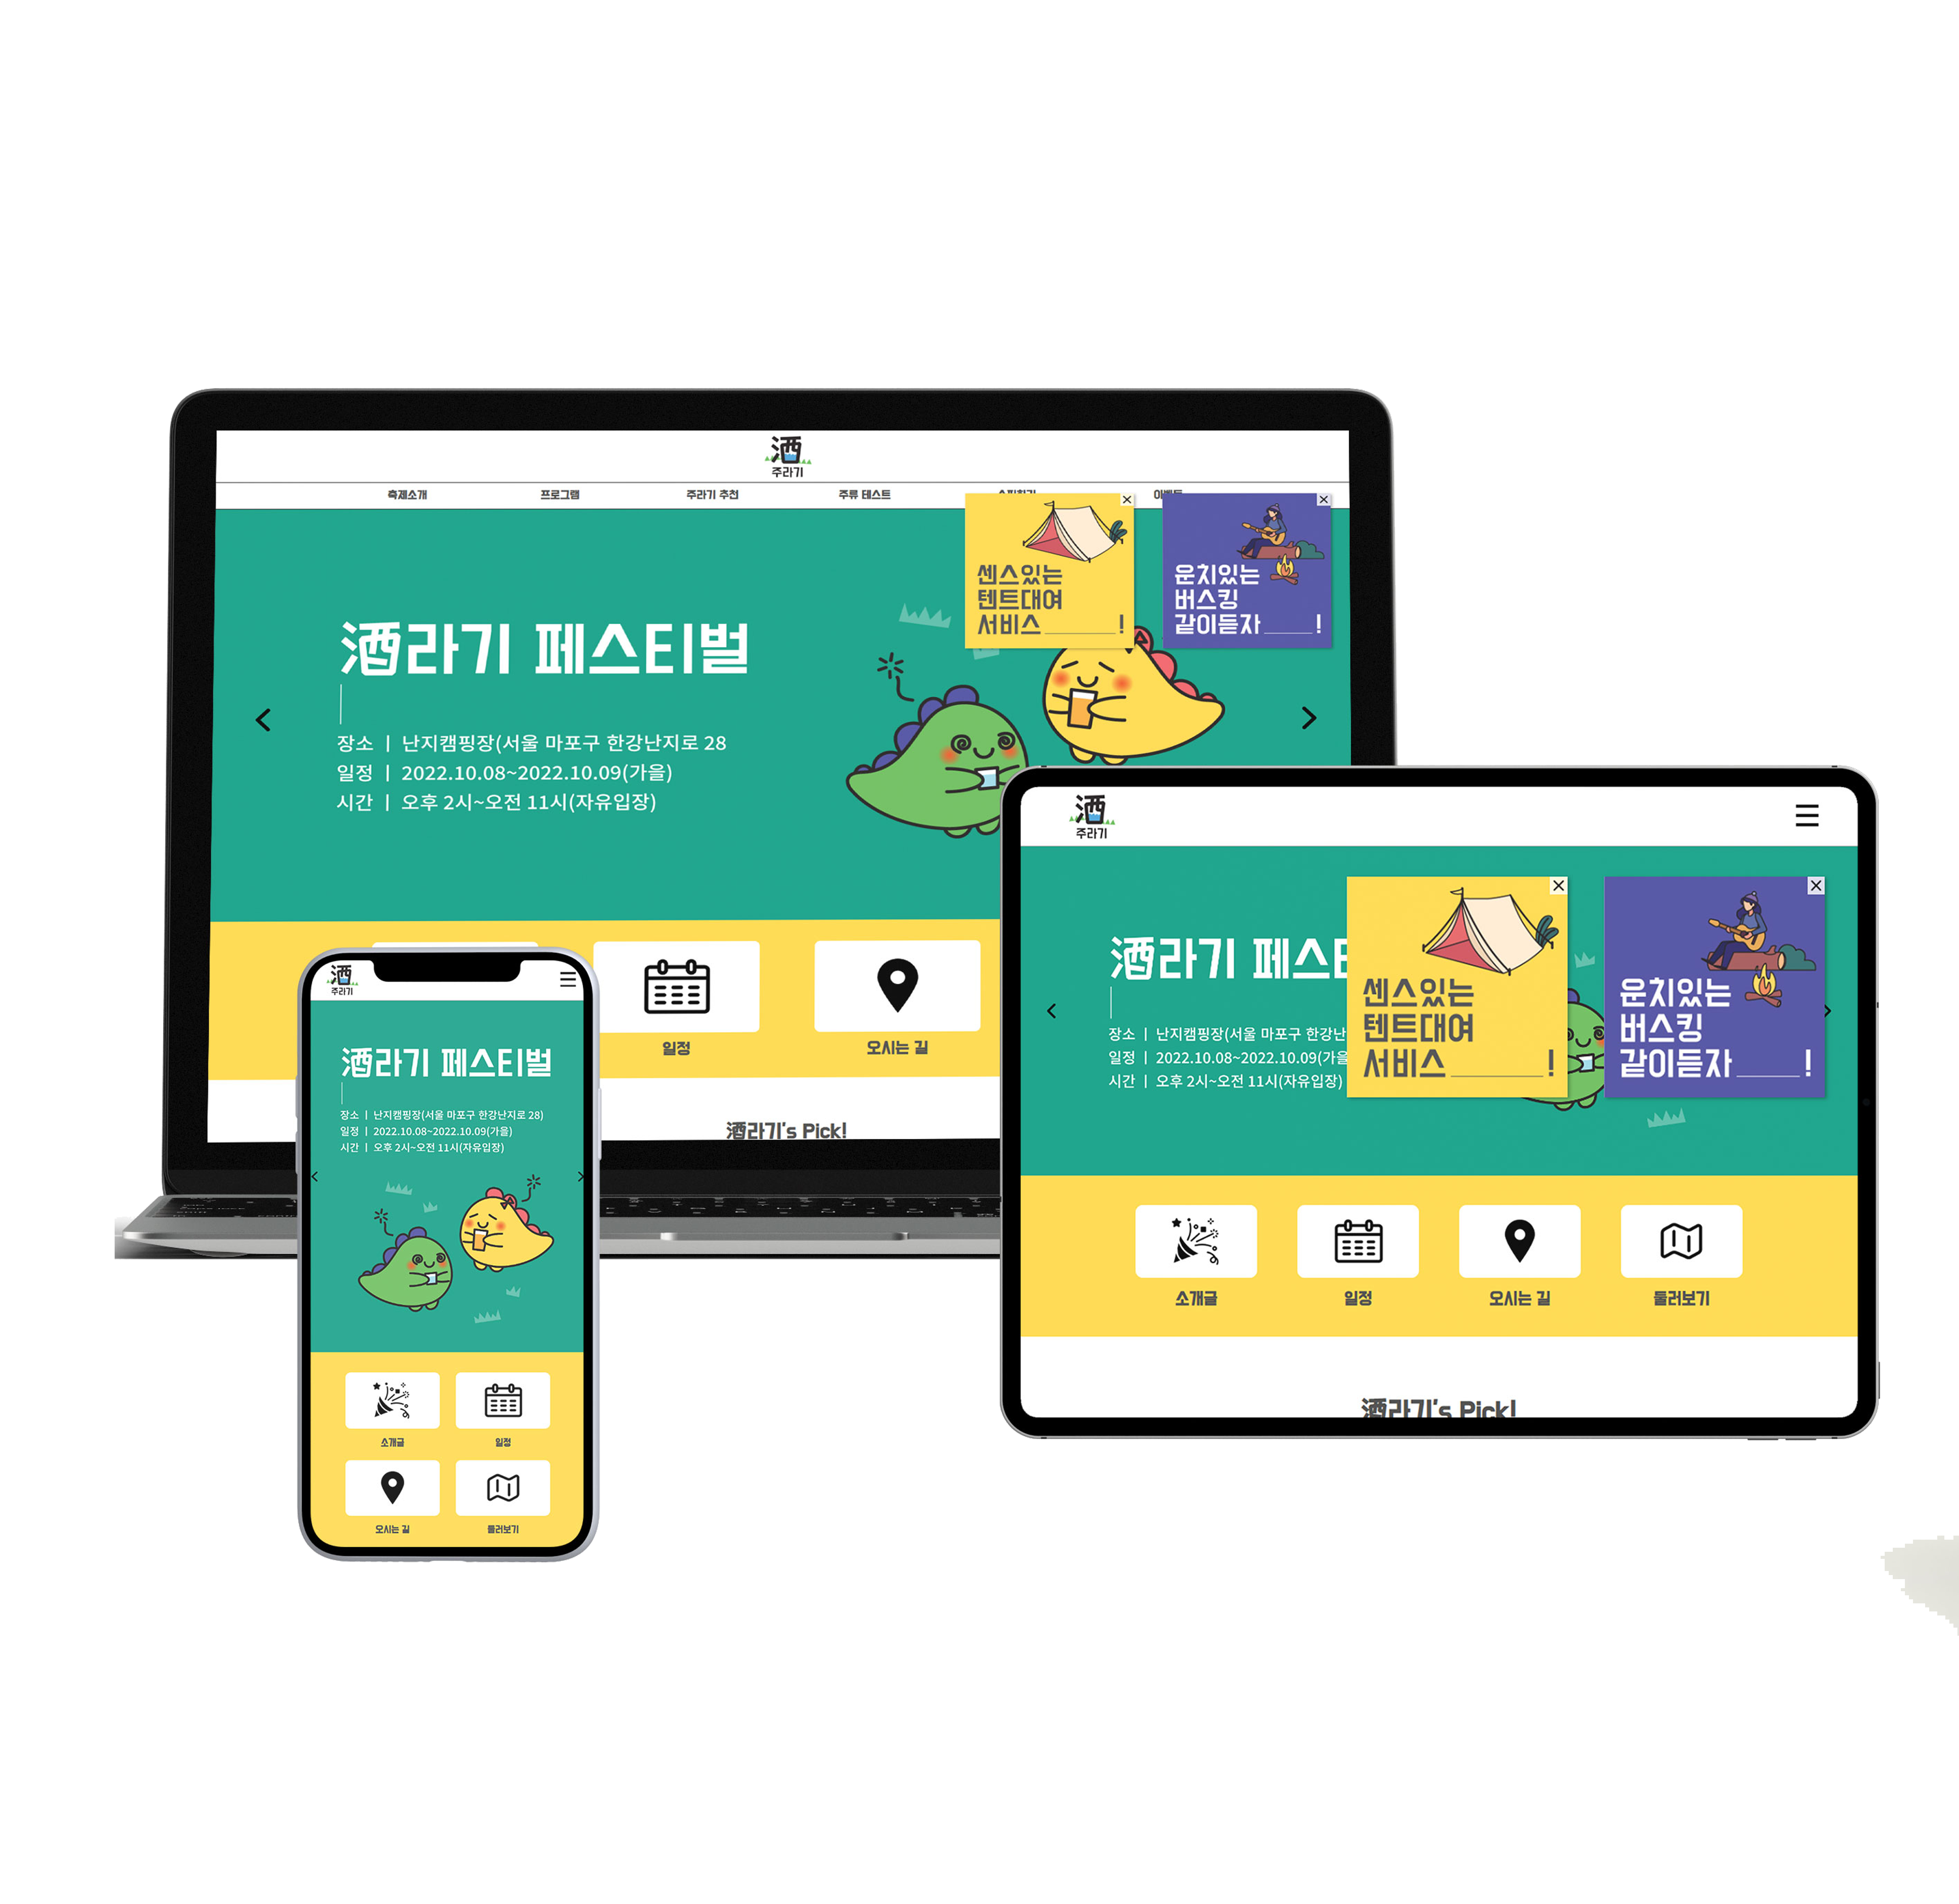 酒
주라기
축제소개 프로그램 주라기 추천 주류 테스트 쇼핑하기 이벤트
센스있는
텐트대여
서비스 !
운치있는
버스킹
같이듣자 !
酒라기 페스티벌
장소 | 난지캠핑장(서울 마포구 한강난지로 28
일정 | 2022.10.08~2022.10.09(가을)
시간 | 오후 2시~오전 11시(자유입장)
일정 오시는 길
酒라기's Pick!
酒
주라기
酒라기 페스티벌
장소 | 난지캠핑장(서울 마포구 한강난지로 28)
일정 | 2022.10.08~2022.10.09(가을)
시간 | 오후 2시~오전 11시(자유입장)
소개글 일정
오시는 길 둘러보기
酒
주라기
酒라기 페스티
장소 | 난지캠핑장(서울 마포구 한강난
일정 | 2022.10.08~2022.10.09(가을
시간 | 오후 2시~오전 11시(자유입장)
센스있는
텐트대여
서비스 !
운치있는
버스킹
같이듣자 !
소개글 일정 오시는 길 둘러보기
酒라기's Pick!